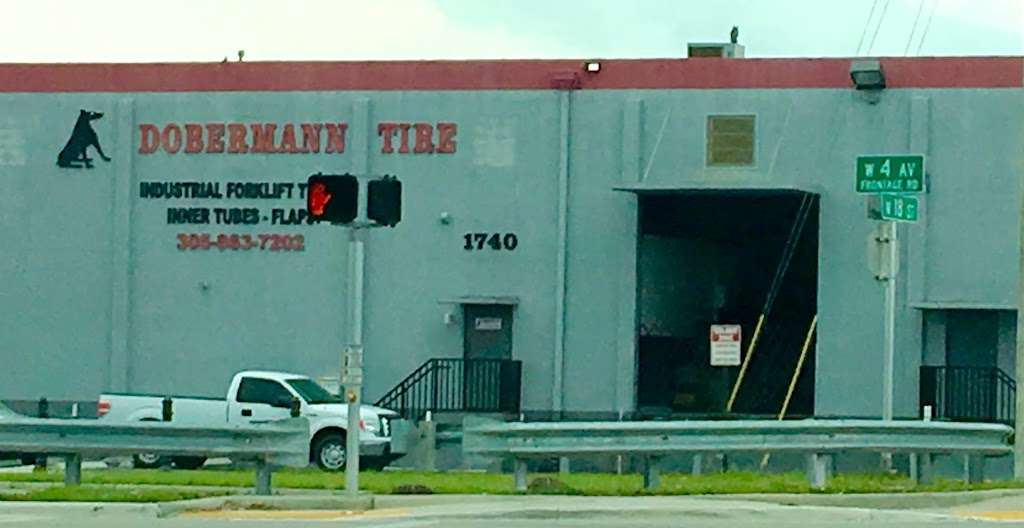 DOBERMANN TIRE
INDUSTRIAL FORKLIFT
INNER TUBES - FLAPS
305-883-7202
1740
W 4 AV
FRONTAGE RD
W 18 ST